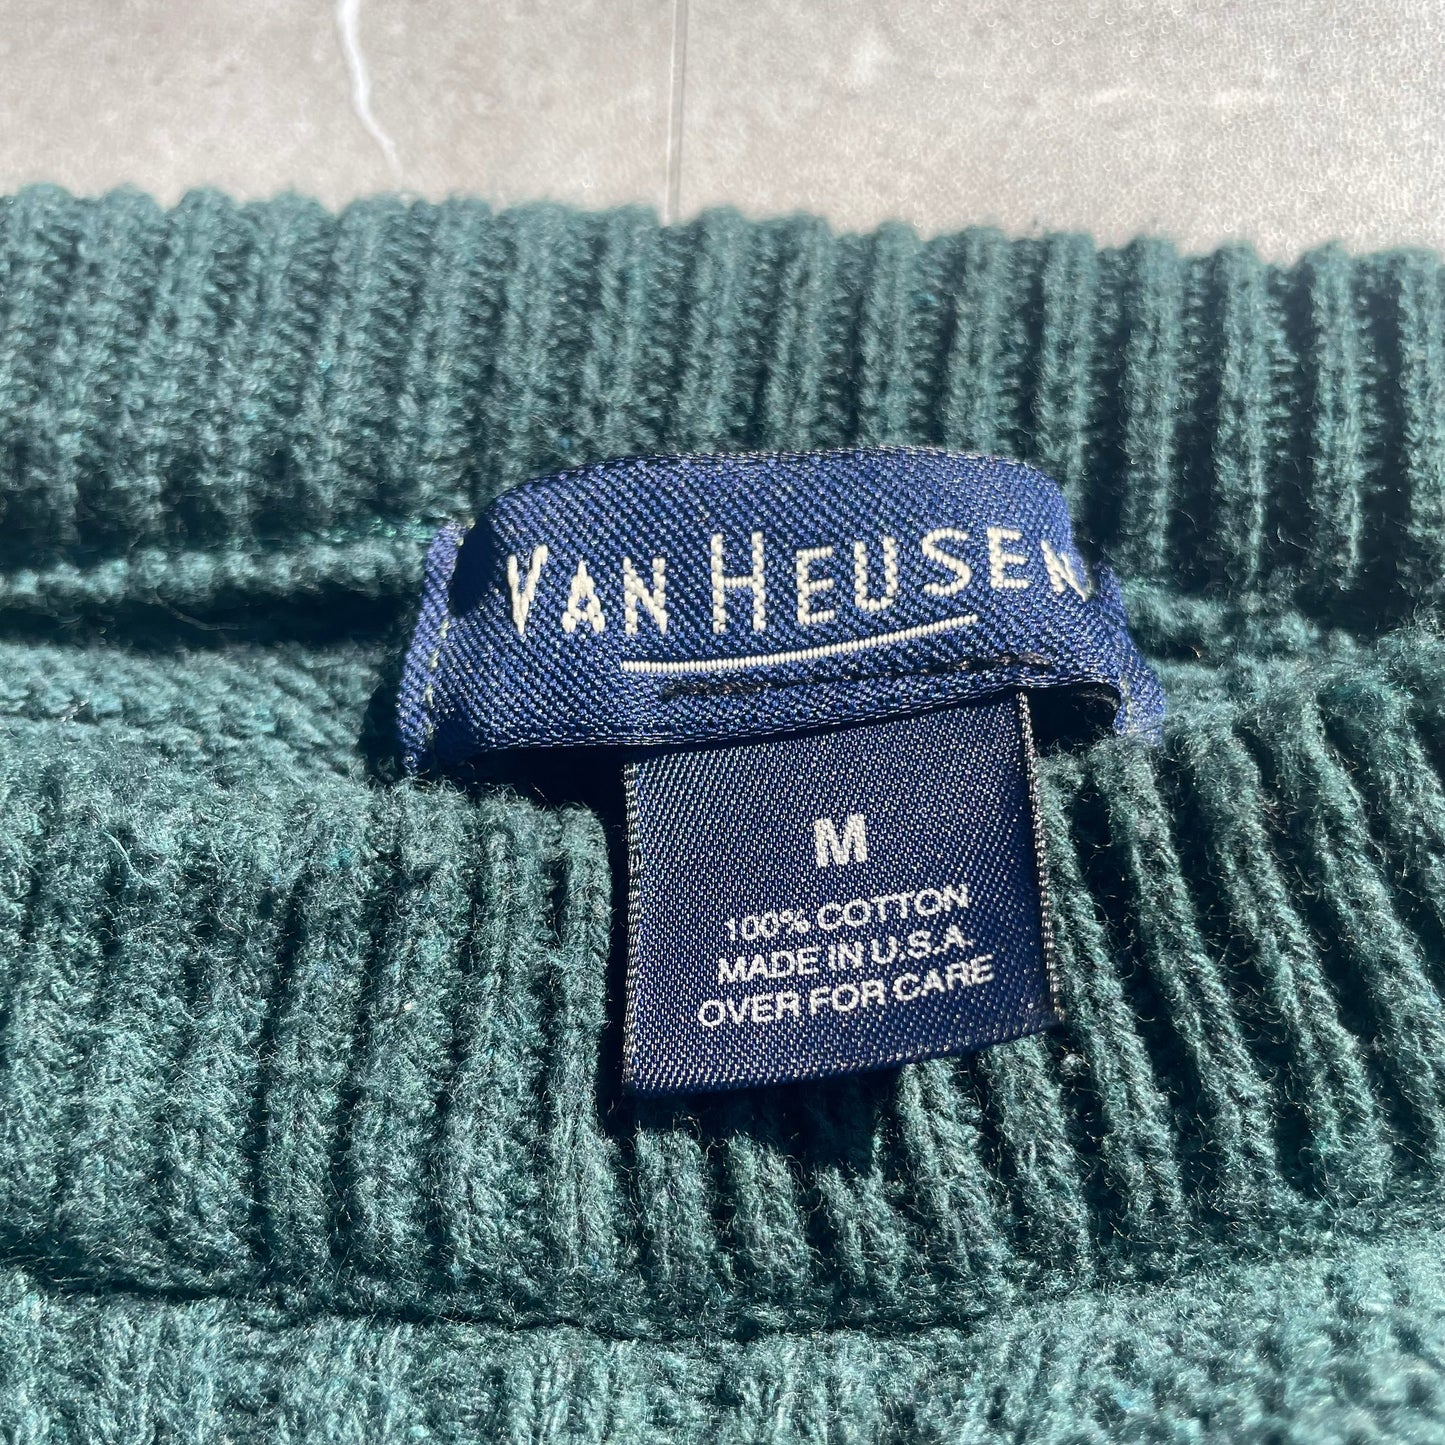 VAN HEUSEN
M
100% COTTON
MADE IN U.S.A.
OVER FOR CARE